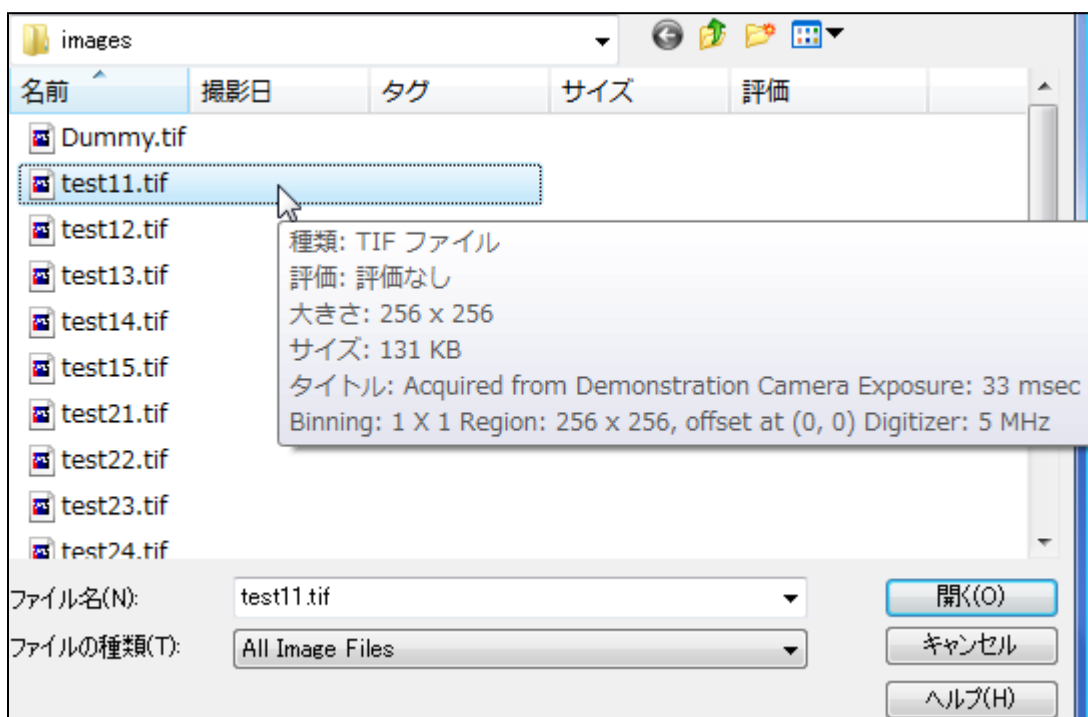 images
名前 撮影日 タグ サイズ 評価
Dummy.tif
test11.tif
test12.tif
test13.tif
test14.tif
test15.tif
test21.tif
test22.tif
test23.tif
test24.tif
種類: TIF ファイル
評価: 評価なし
大きさ: 256 x 256
サイズ: 131 KB
タイトル: Acquired from Demonstration Camera Exposure: 33 msec
Binning: 1 X 1 Region: 256 x 256, offset at (0, 0) Digitizer: 5 MHz
ファイル名(N): test11.tif 開く(O)
ファイルの種類(T): All Image Files キャンセル
ヘルプ(H)